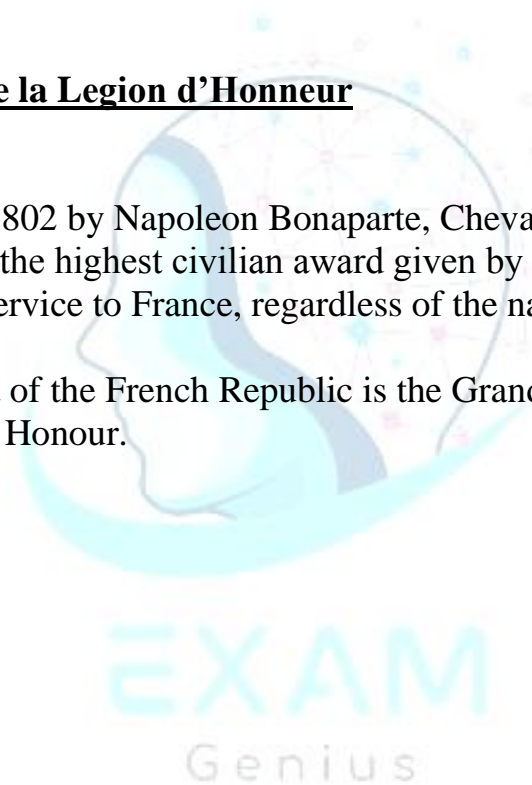 e la Legion d’Honneur
802 by Napoleon Bonaparte, Cheva
the highest civilian award given by
ervice to France, regardless of the na
of the French Republic is the Grand
Honour.
EXAM
Genius